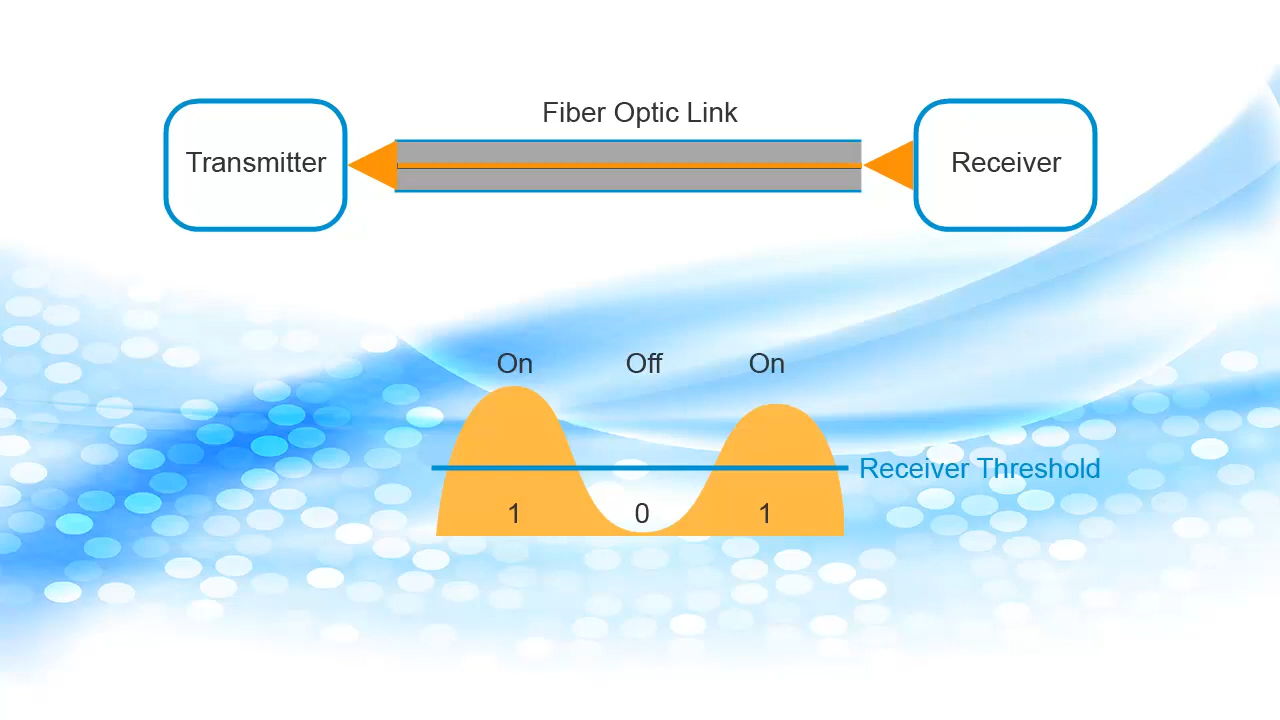 Fiber Optic Link
Transmitter
Receiver
On Off On
Receiver Threshold
1 0 1